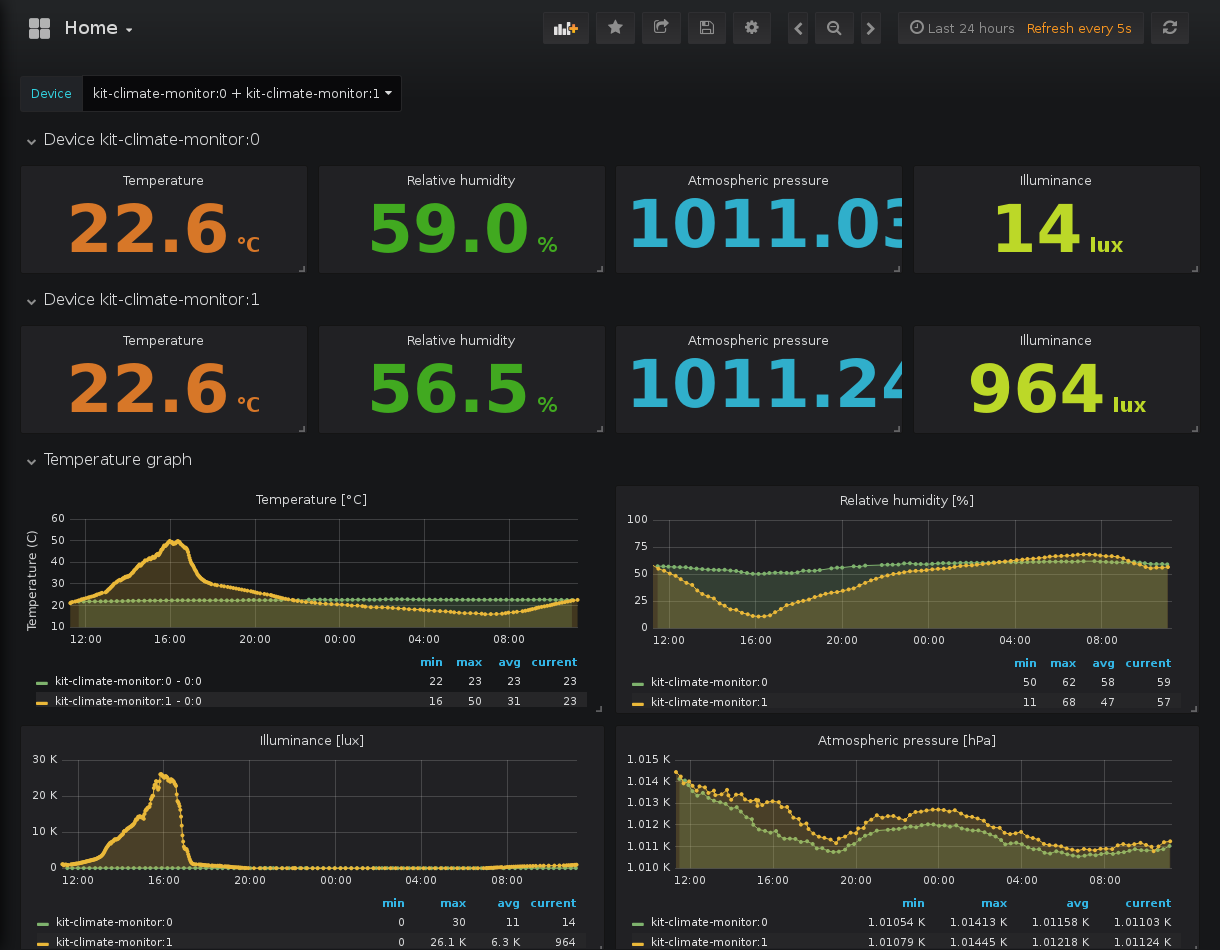 Home
Last 24 hours Refresh every 5s
Device kit-climate-monitor:0 + kit-climate-monitor:1
Device kit-climate-monitor:0
Temperature Relative humidity Atmospheric pressure Illuminance
22.6 °C 59.0 % 1011.03 14 lux
Device kit-climate-monitor:1
Temperature Relative humidity Atmospheric pressure Illuminance
22.6 °C 56.5 % 1011.24 964 lux
Temperature graph
Temperature [°C]
Temperature (C)
60
50
40
30
20
10
12:00 16:00 20:00 00:00 04:00 08:00
min max avg current
kit-climate-monitor:0 - 0:0 22 23 23 23
kit-climate-monitor:1 - 0:0 16 50 31 23
Relative humidity [%]
100
75
50
25
0
12:00 16:00 20:00 00:00 04:00 08:00
min max avg current
kit-climate-monitor:0 50 62 58 59
kit-climate-monitor:1 11 68 47 57
Illuminance [lux]
30 K
20 K
10 K
0
12:00 16:00 20:00 00:00 04:00 08:00
min max avg current
kit-climate-monitor:0 0 30 11 14
kit-climate-monitor:1 0 26.1 K 6.3 K 964
Atmospheric pressure [hPa]
1.015 K
1.014 K
1.013 K
1.012 K
1.011 K
1.010 K
12:00 16:00 20:00 00:00 04:00 08:00
min max avg current
kit-climate-monitor:0 1.01054 K 1.01413 K 1.01158 K 1.01103 K
kit-climate-monitor:1 1.01079 K 1.01445 K 1.01218 K 1.01124 K